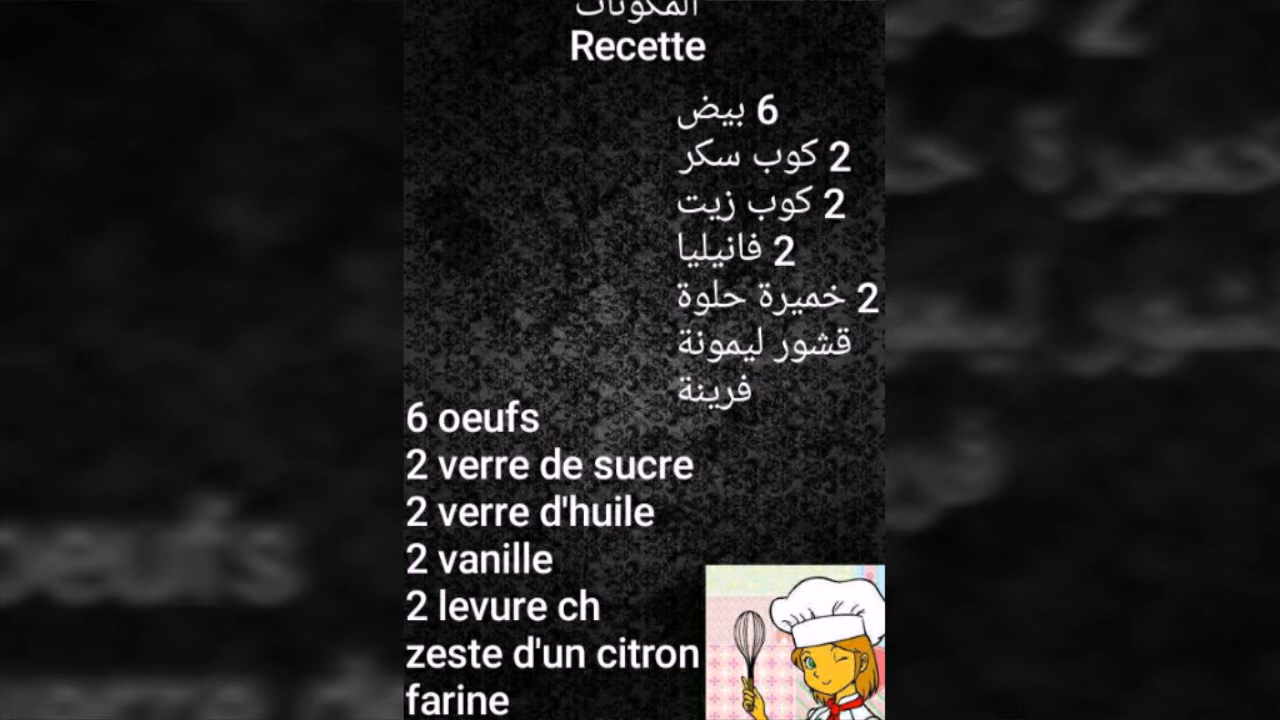 المكونات
Recette
6 بيض
2 كوب سكر
2 كوب زيت
2 فانيليا
2 خميرة حلوة
قشور ليمونة
فرينة
6 oeufs
2 verre de sucre
2 verre d'huile
2 vanille
2 levure ch
zeste d'un citron
farine